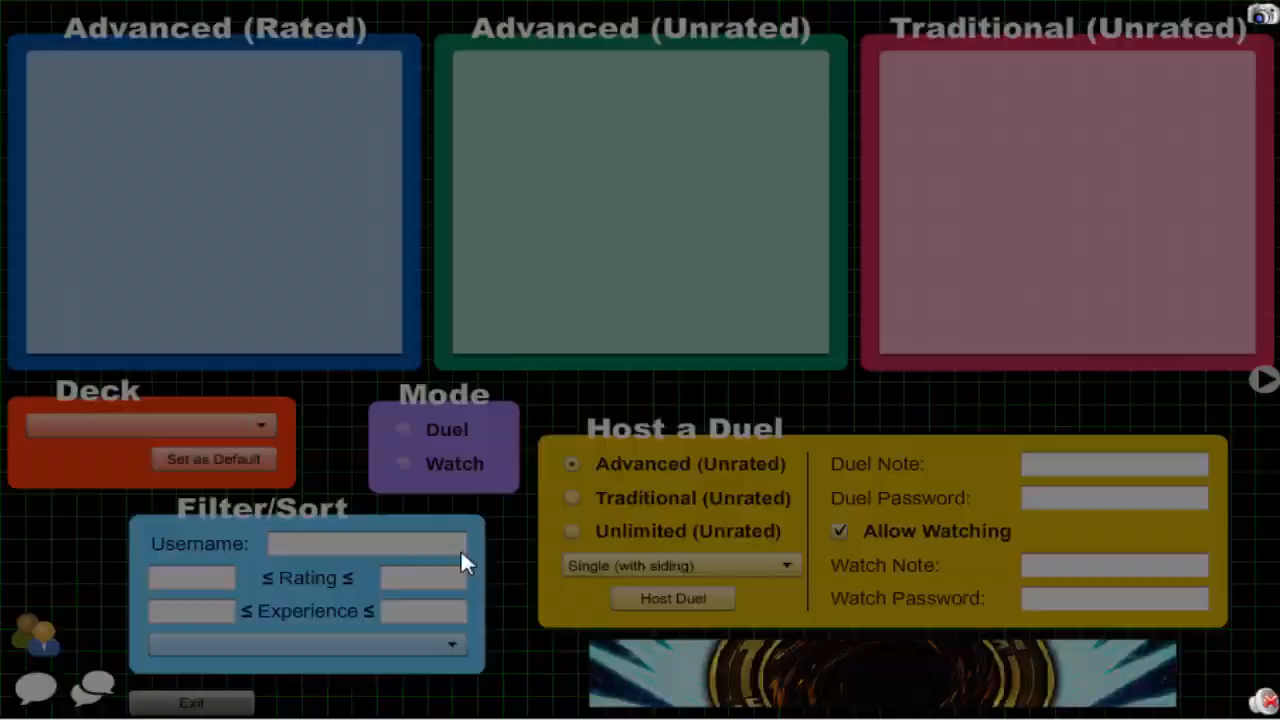 Advanced (Rated)
Advanced (Unrated)
Traditional (Unrated)
Deck
Set as Default
Mode
Duel
Watch
Filter/Sort
Username:
≤ Rating ≤
≤ Experience ≤
Exit
Host a Duel
Advanced (Unrated)
Traditional (Unrated)
Unlimited (Unrated)
Single (with siding)
Host Duel
Duel Note:
Duel Password:
Allow Watching
Watch Note:
Watch Password: